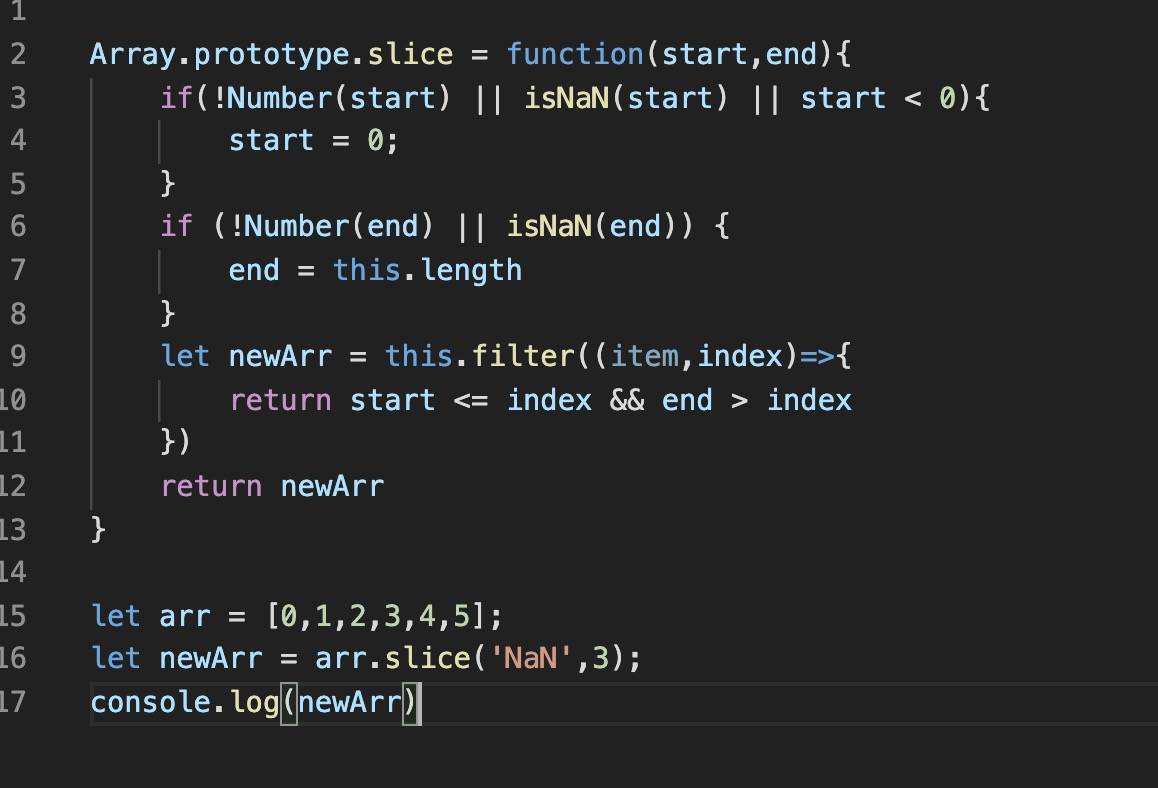 1
2 Array.prototype.slice = function(start,end){
3 if(!Number(start) || isNaN(start) || start < 0){
4 start = 0;
5 }
6 if (!Number(end) || isNaN(end)) {
7 end = this.length
8 }
9 let newArr = this.filter((item,index)=>{
10 return start <= index && end > index
11 })
12 return newArr
13 }
14
15 let arr = [0,1,2,3,4,5];
16 let newArr = arr.slice('NaN',3);
17 console.log(newArr)